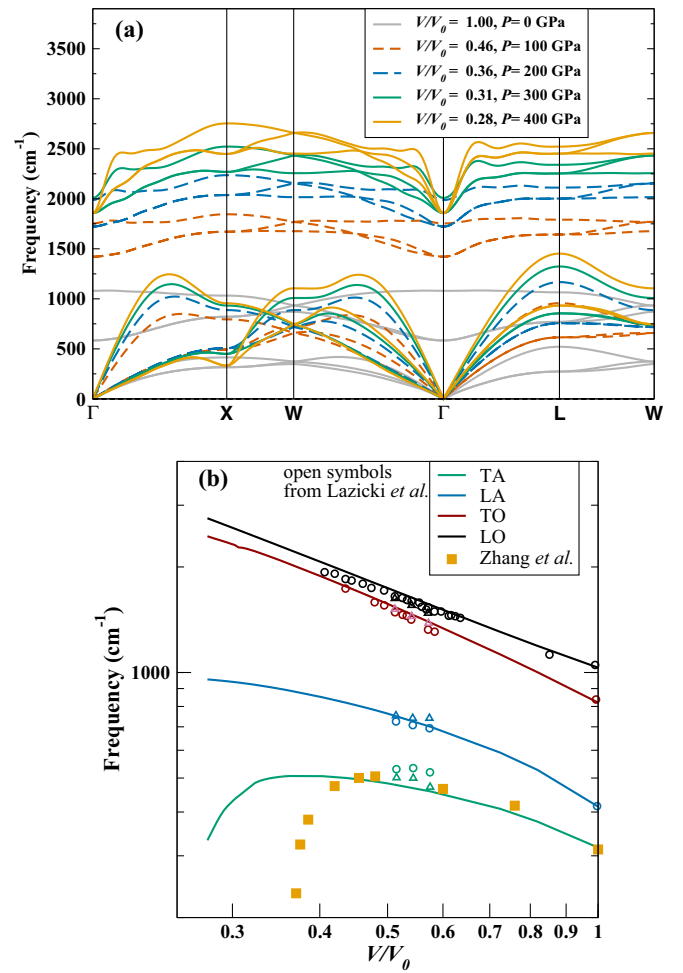 (a)
V/V0 = 1.00, P= 0 GPa
V/V0 = 0.46, P= 100 GPa
V/V0 = 0.36, P= 200 GPa
V/V0 = 0.31, P= 300 GPa
V/V0 = 0.28, P= 400 GPa
Frequency (cm-1)
3500
3000
2500
2000
1500
1000
500
0
Γ X W Γ L W
(b)
open symbols
from Lazicki et al.
TA
LA
TO
LO
Zhang et al.
Frequency (cm-1)
1000
0.3 0.4 0.5 0.6 0.7 0.8 0.9 1
V/V0